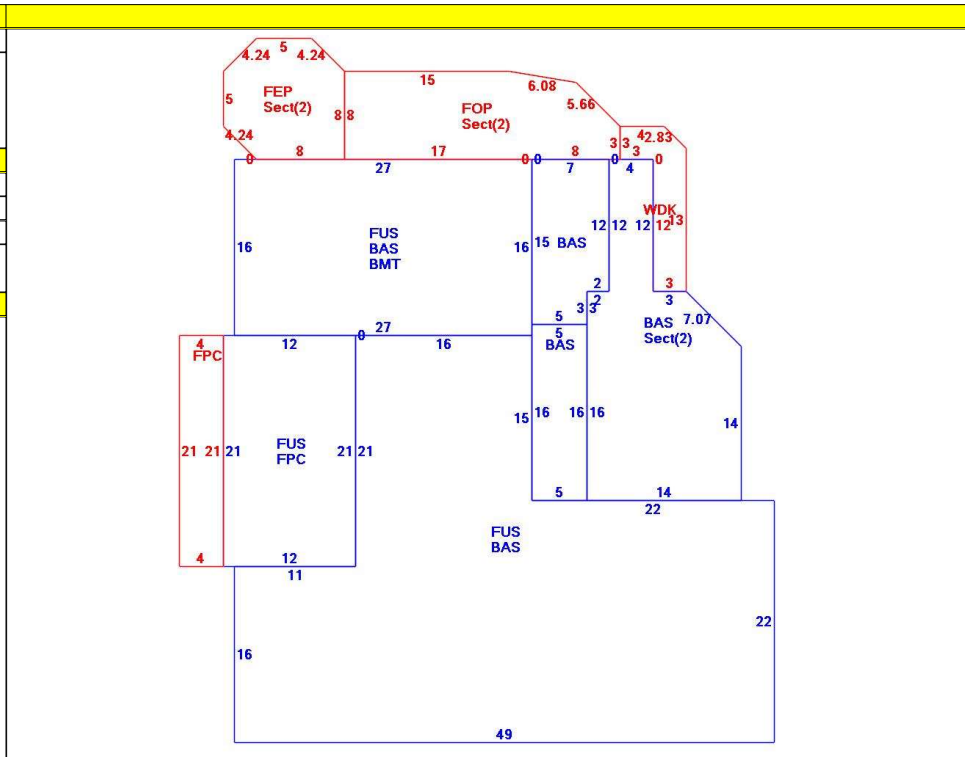 5
4.24 4.24
15
6.08
FEP
Sect(2)
5
8 8
FOP
Sect(2)
5.66
4.24
3 3
4 2.83
0 8 17 0 0 8 0 3 0
27 7 4
WDK
12 12 12 12 13
FUS
BAS
BMT
16 16 15 BAS
2
2
3
3
3 3
5
5
BAS
BAS
Sect(2)
7.07
27
0
4 12 16
FPC
15 16 16 16
14
21 21 21
FUS
FPC
21 21
5 14
22
FUS
BAS
4 12
11
22
16
49